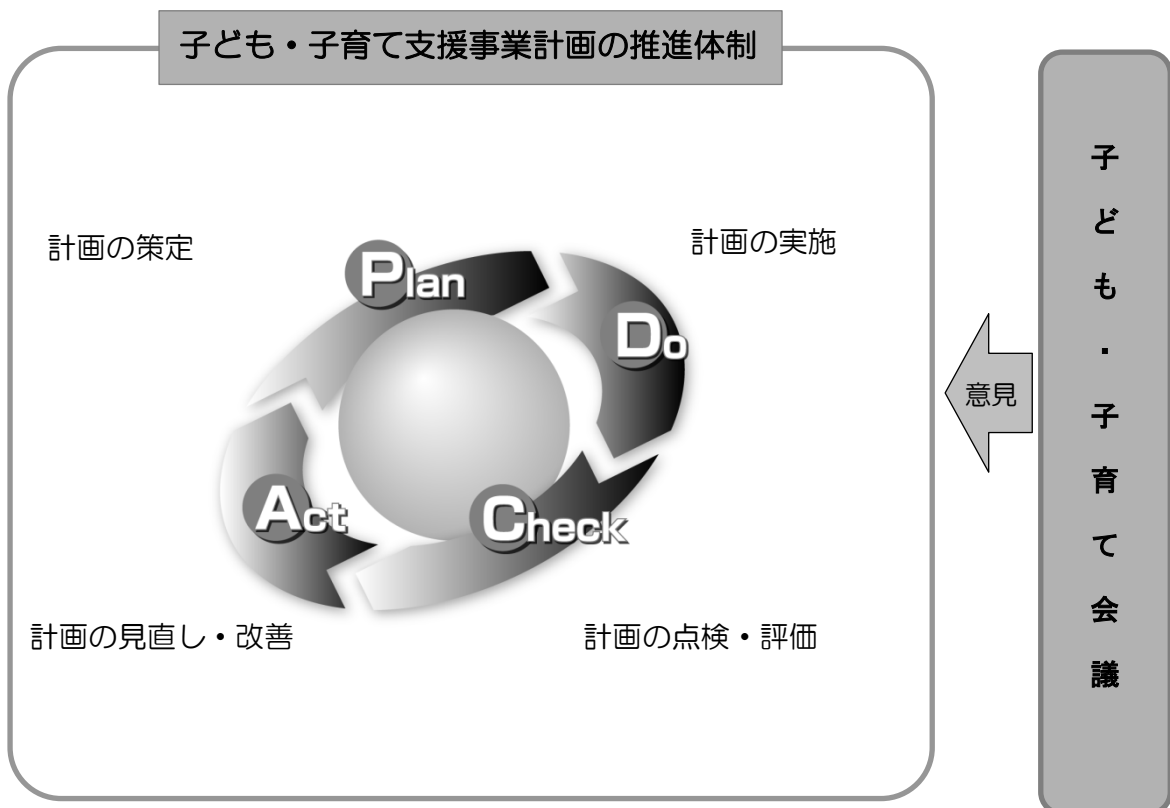 子ども・子育て支援事業計画の推進体制
計画の策定
計画の実施
Plan
Do
意見
Act
Check
計画の見直し・改善
計画の点検・評価
子ども・子育て会議